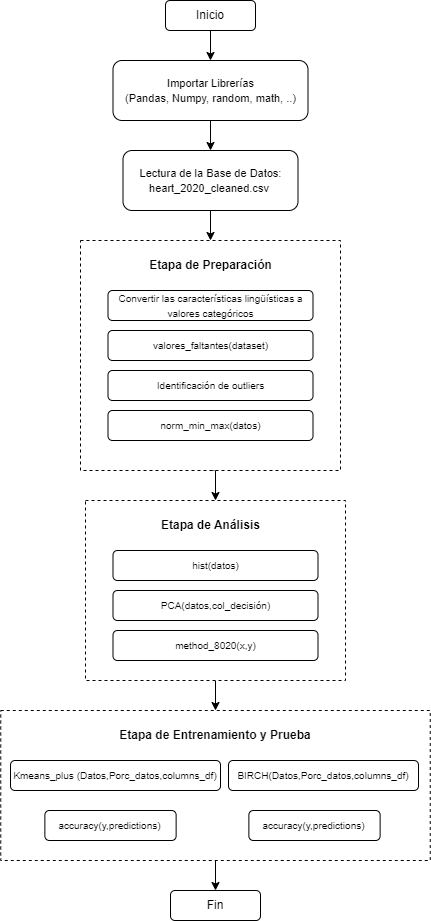 Inicio
Importar Librerías
(Pandas, Numpy, random, math, ..)
Lectura de la Base de Datos:
heart_2020_cleaned.csv
Etapa de Preparación
Convertir las características lingüísticas a
valores categóricos
valores_faltantes(dataset)
Identificación de outliers
norm_min_max(datos)
Etapa de Análisis
hist(datos)
PCA(datos,col_decisión)
method_8020(x,y)
Etapa de Entrenamiento y Prueba
Kmeans_plus (Datos,Porc_datos,columns_df)
BIRCH(Datos,Porc_datos,columns_df)
accuracy(y,predictions)
accuracy(y,predictions)
Fin